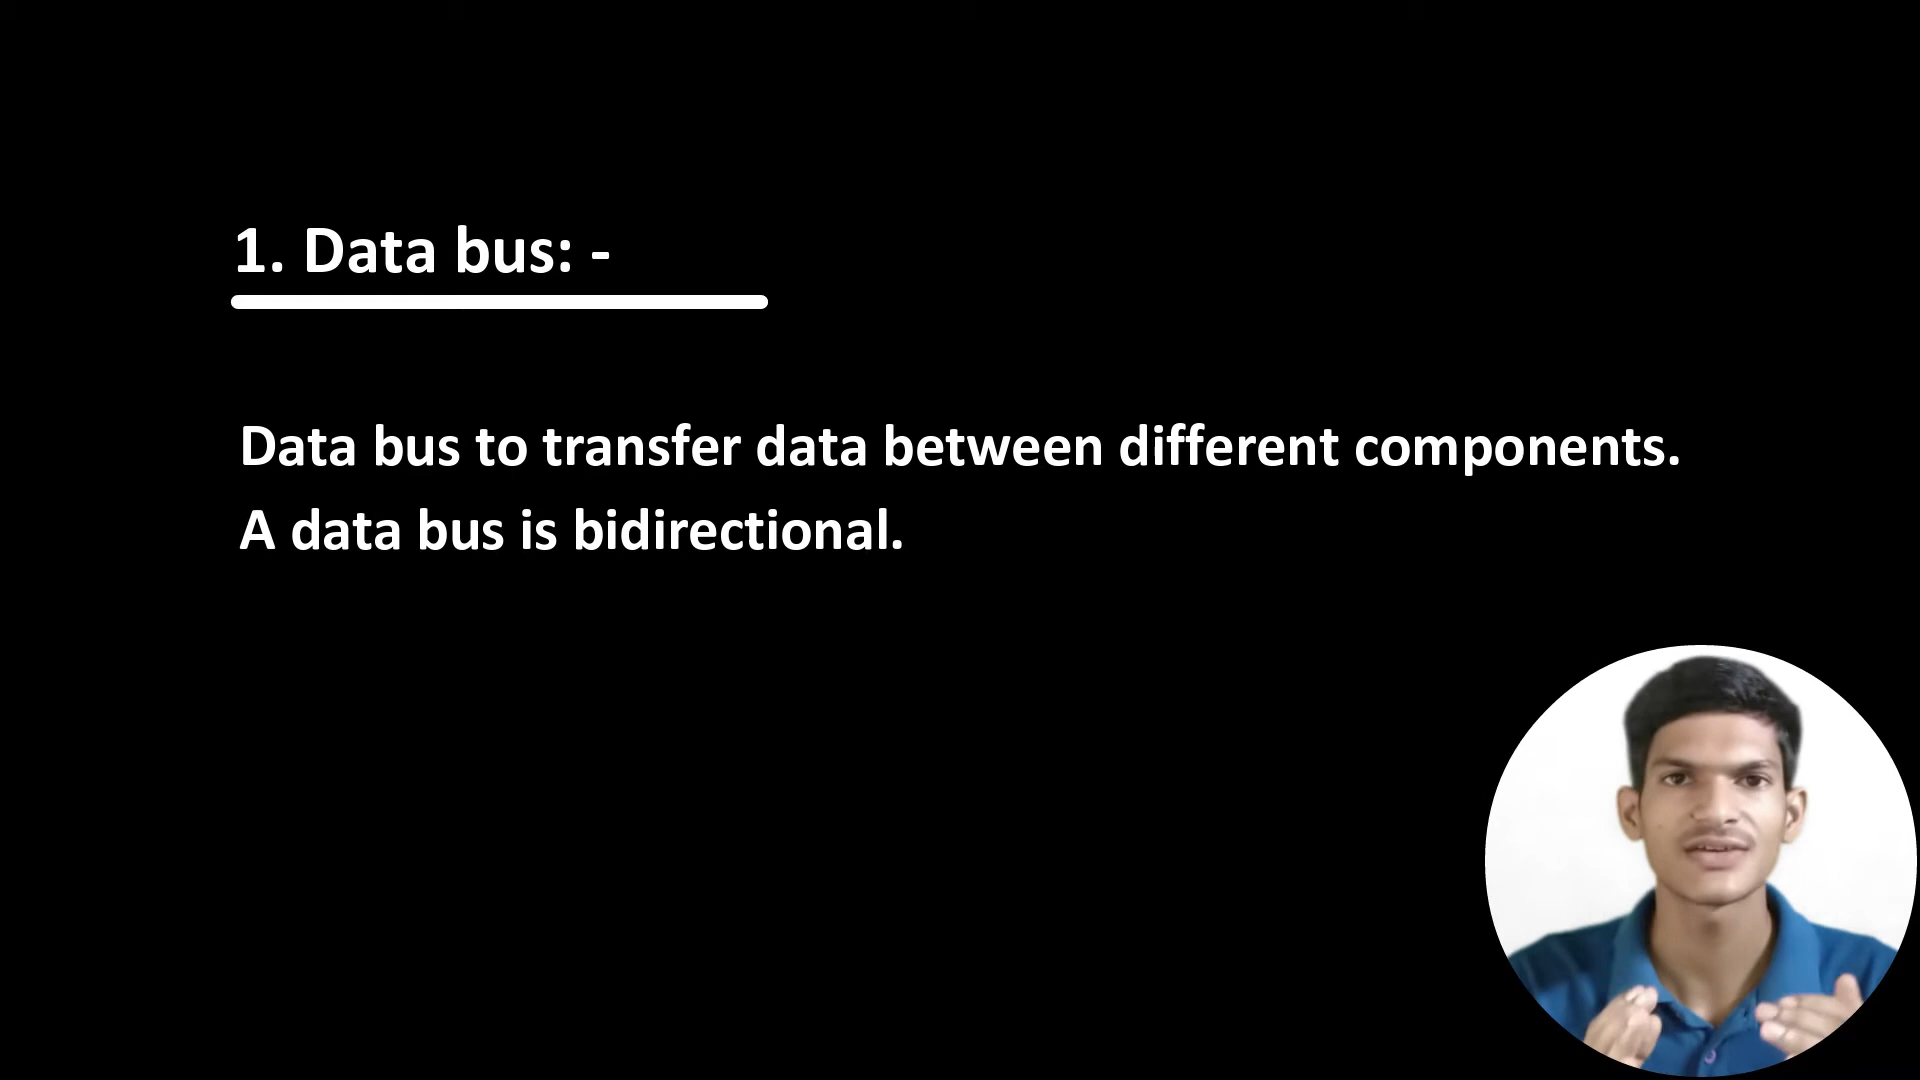 1. Data bus: -
Data bus to transfer data between different components.
A data bus is bidirectional.